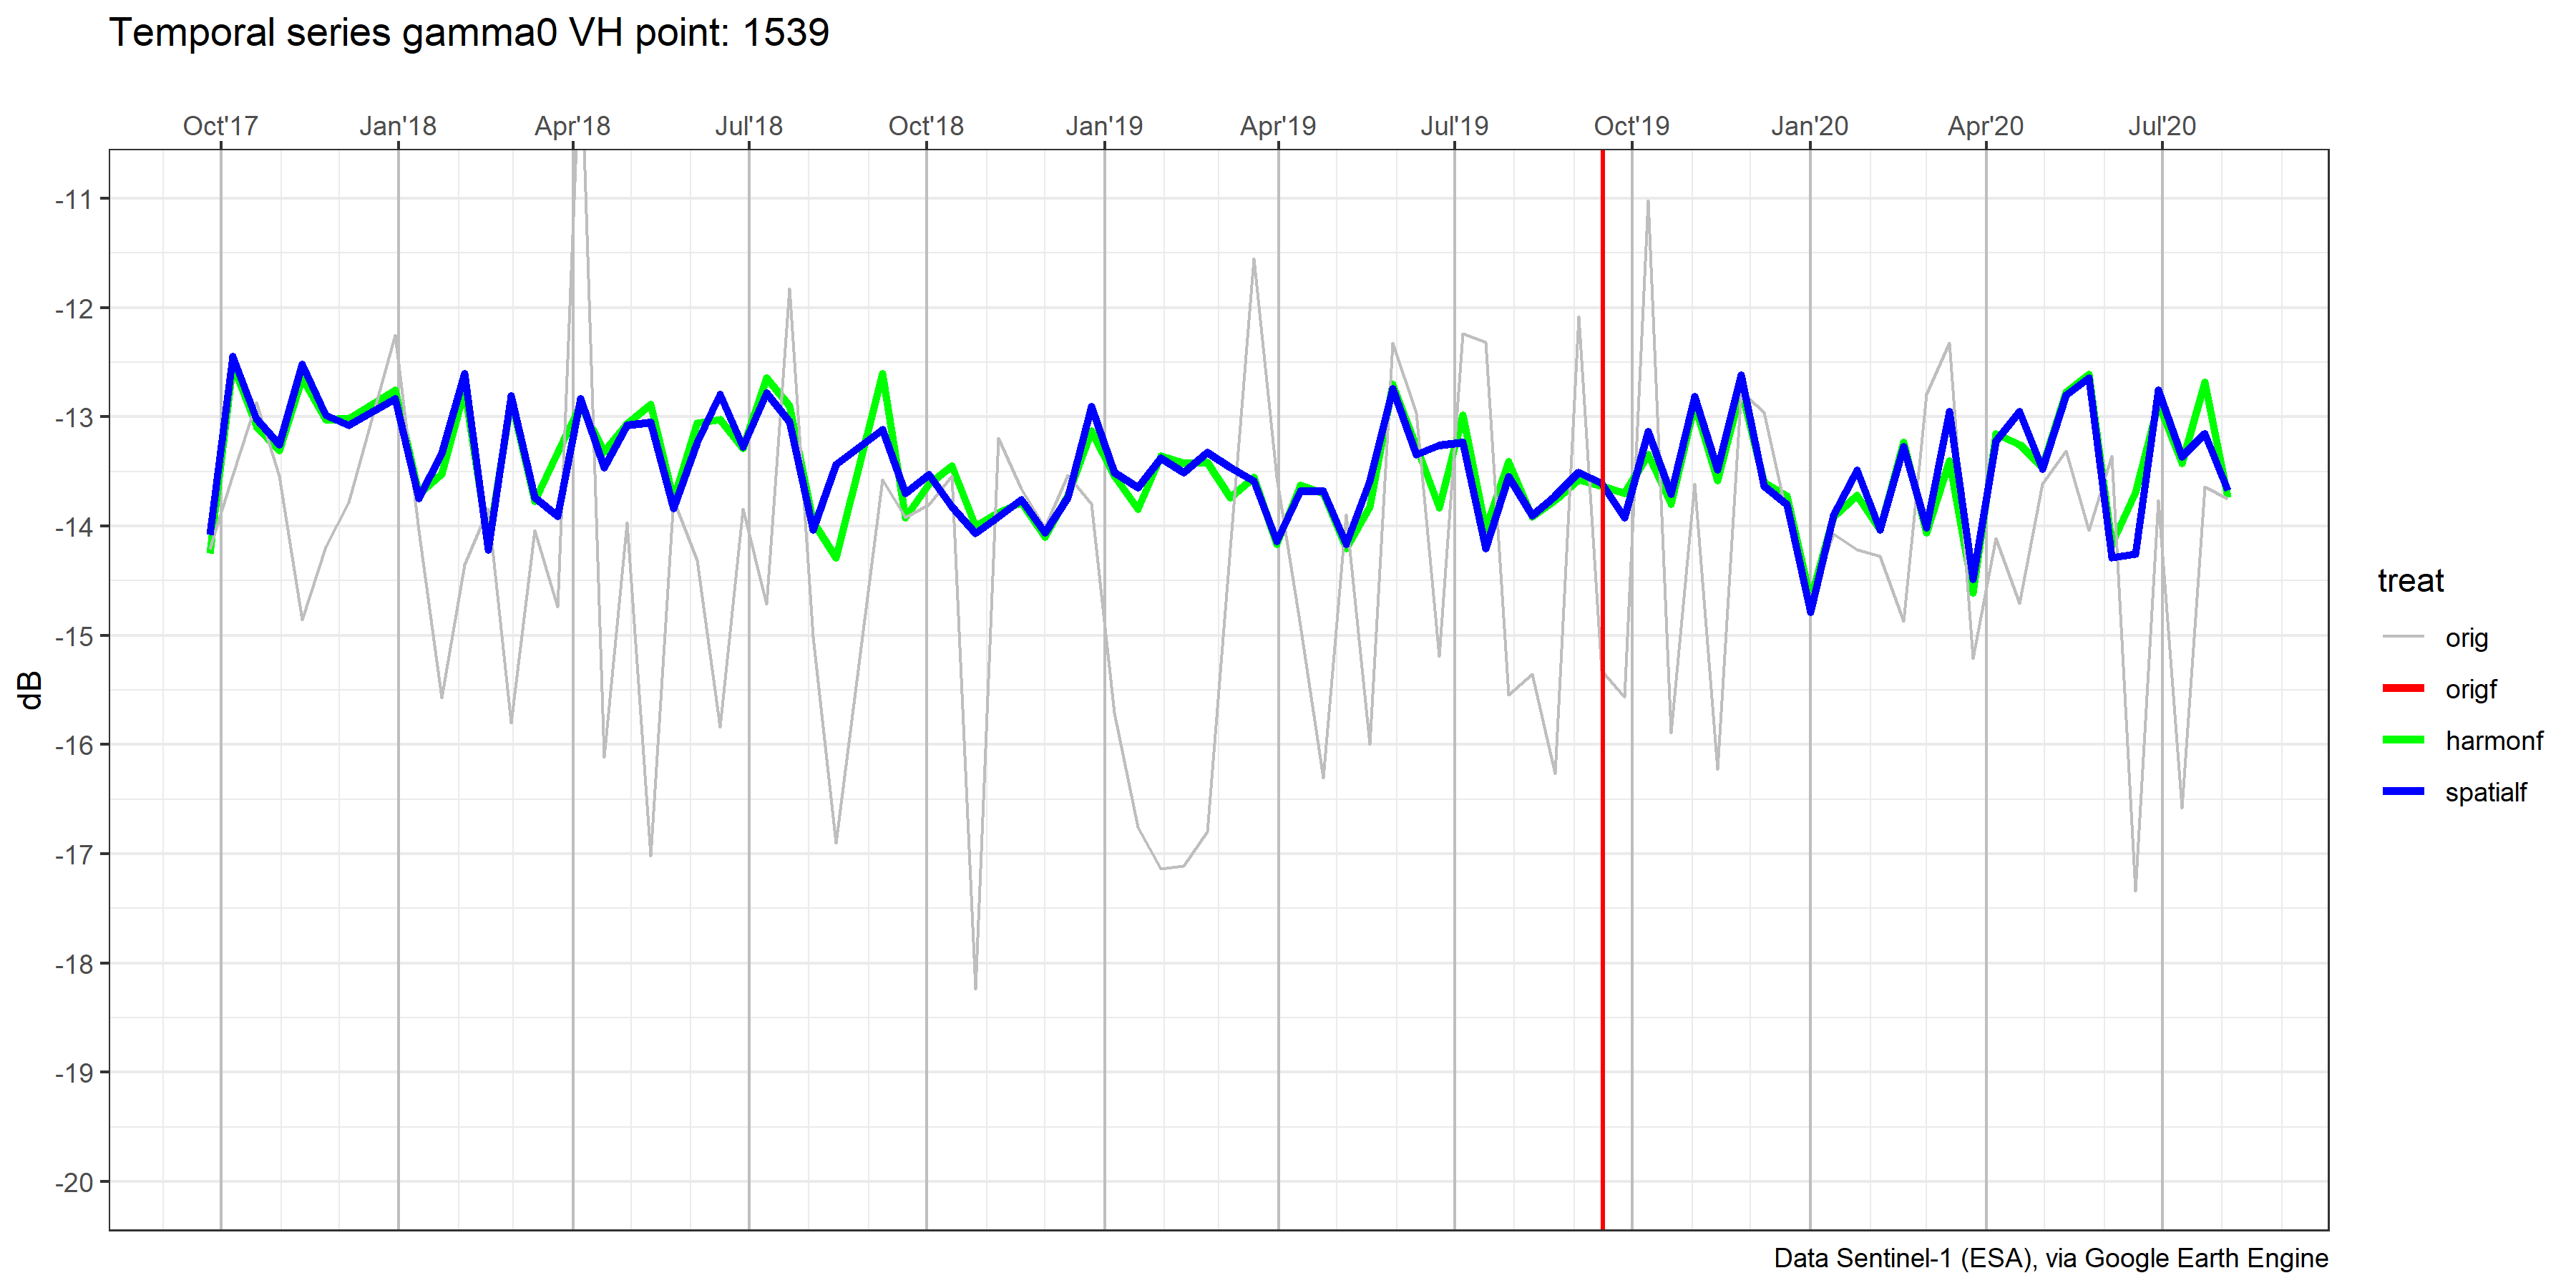 Temporal series gamma0 VH point: 1539
Oct'17 Jan'18 Apr'18 Jul'18 Oct'18 Jan'19 Apr'19 Jul'19 Oct'19 Jan'20 Apr'20 Jul'20
-11
-12
-13
-14
-15
-16
-17
-18
-19
-20
dB
treat
orig
origf
harmonf
spatialf
Data Sentinel-1 (ESA), via Google Earth Engine